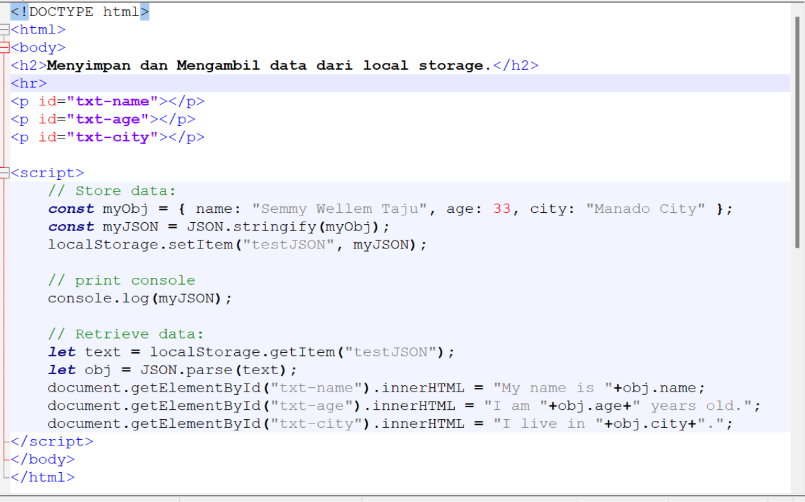 <!DOCTYPE html>
<html>
<body>
<h2>Menyimpan dan Mengambil data dari local storage.</h2>
<hr>
<p id="txt-name"></p>
<p id="txt-age"></p>
<p id="txt-city"></p>
<script>
// Store data:
const myObj = { name: "Semmy Wellem Taju", age: 33, city: "Manado City" };
const myJSON = JSON.stringify(myObj);
localStorage.setItem("testJSON", myJSON);
// print console
console.log(myJSON);
// Retrieve data:
let text = localStorage.getItem("testJSON");
let obj = JSON.parse(text);
document.getElementById("txt-name").innerHTML = "My name is "+obj.name;
document.getElementById("txt-age").innerHTML = "I am "+obj.age+" years old.";
document.getElementById("txt-city").innerHTML = "I live in "+obj.city+".";
</script>
</body>
</html>